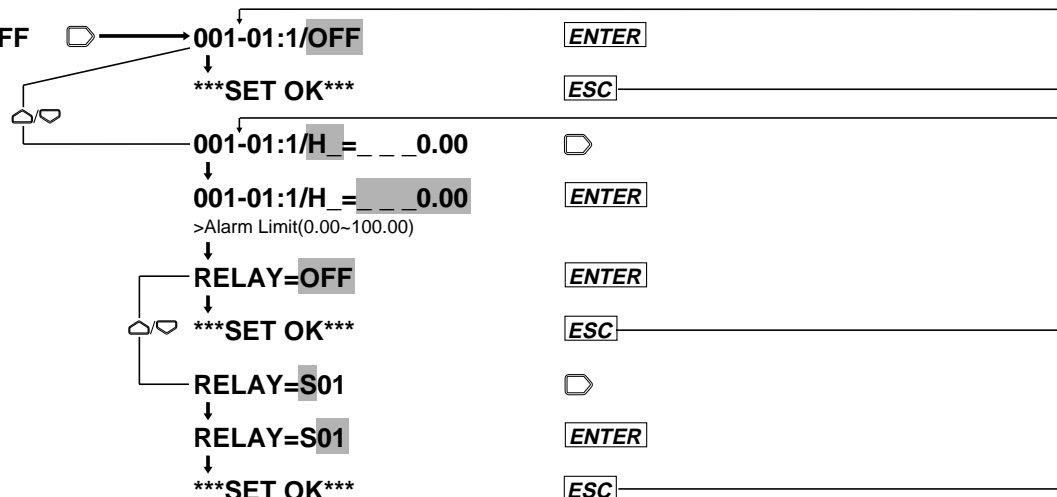 FF 001-01:1/OFF ENTER
***SET OK*** ESC
/
001-01:1/H_=_ _ _0.00
001-01:1/H_=_ _ _0.00 ENTER
>Alarm Limit(0.00~100.00)
RELAY=OFF ENTER
/ ***SET OK*** ESC
RELAY=S01
RELAY=S01 ENTER
***SET OK*** ESC